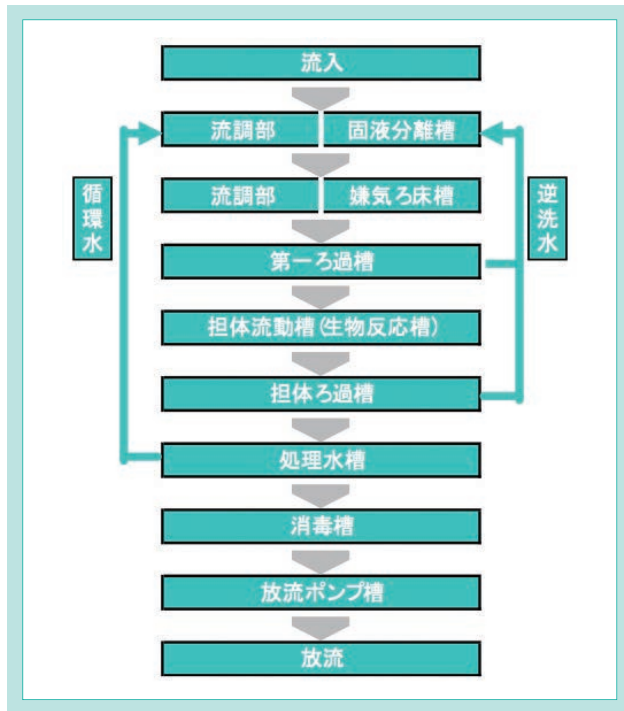 流入
流調部 固液分離槽
循環水
流調部 嫌気ろ床槽
逆洗水
第一ろ過槽
担体流動槽(生物反応槽)
担体ろ過槽
処理水槽
消毒槽
放流ポンプ槽
放流